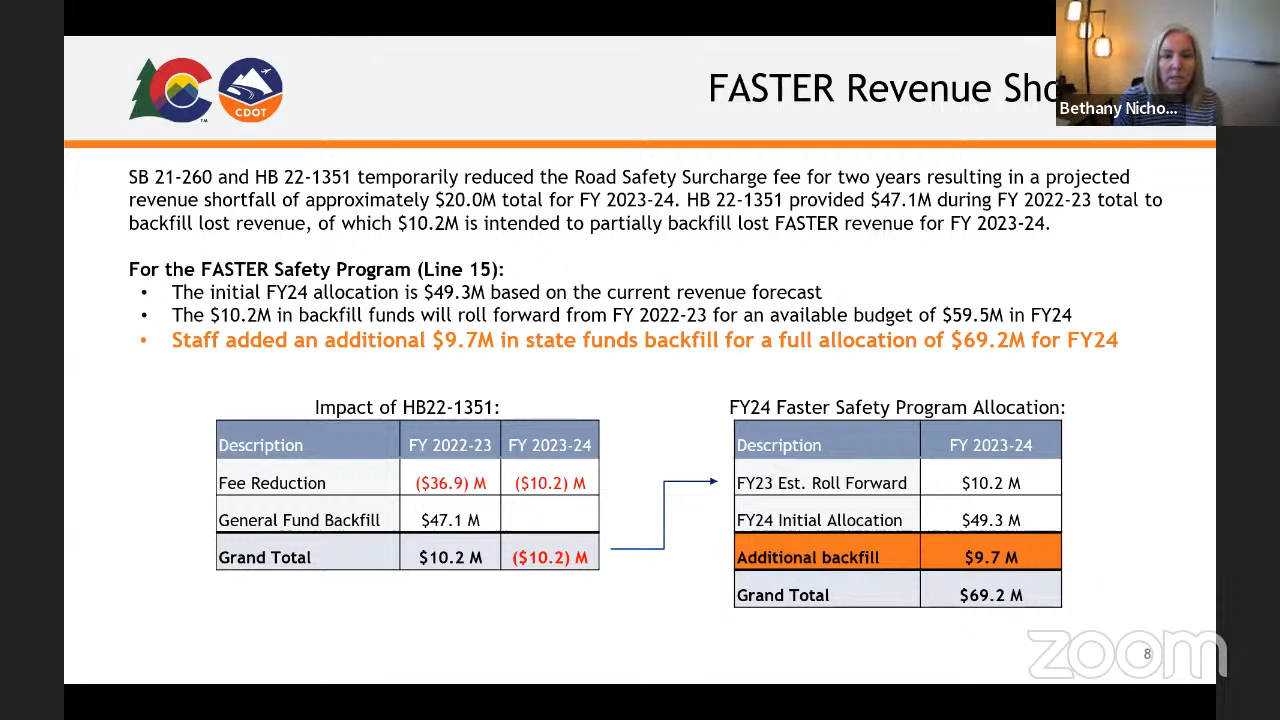 FASTER Revenue
Bethany Nicho...
CDOT
TM
SB 21-260 and HB 22-1351 temporarily reduced the Road Safety Surcharge fee for two years resulting in a projected
revenue shortfall of approximately $20.0M total for FY 2023-24. HB 22-1351 provided $47.1M during FY 2022-23 total to
backfill lost revenue, of which $10.2M is intended to partially backfill lost FASTER revenue for FY 2023-24.
For the FASTER Safety Program (Line 15):
• The initial FY24 allocation is $49.3M based on the current revenue forecast
• The $10.2M in backfill funds will roll forward from FY 2022-23 for an available budget of $59.5M in FY24
• Staff added an additional $9.7M in state funds backfill for a full allocation of $69.2M for FY24
Impact of HB22-1351:
Description FY 2022-23 FY 2023-24
Fee Reduction ($36.9) M ($10.2) M
General Fund Backfill $47.1 M
Grand Total $10.2 M ($10.2) M
FY24 Faster Safety Program Allocation:
Description FY 2023-24
FY23 Est. Roll Forward $10.2 M
FY24 Initial Allocation $49.3 M
Additional backfill $9.7 M
Grand Total $69.2 M
zoom
8